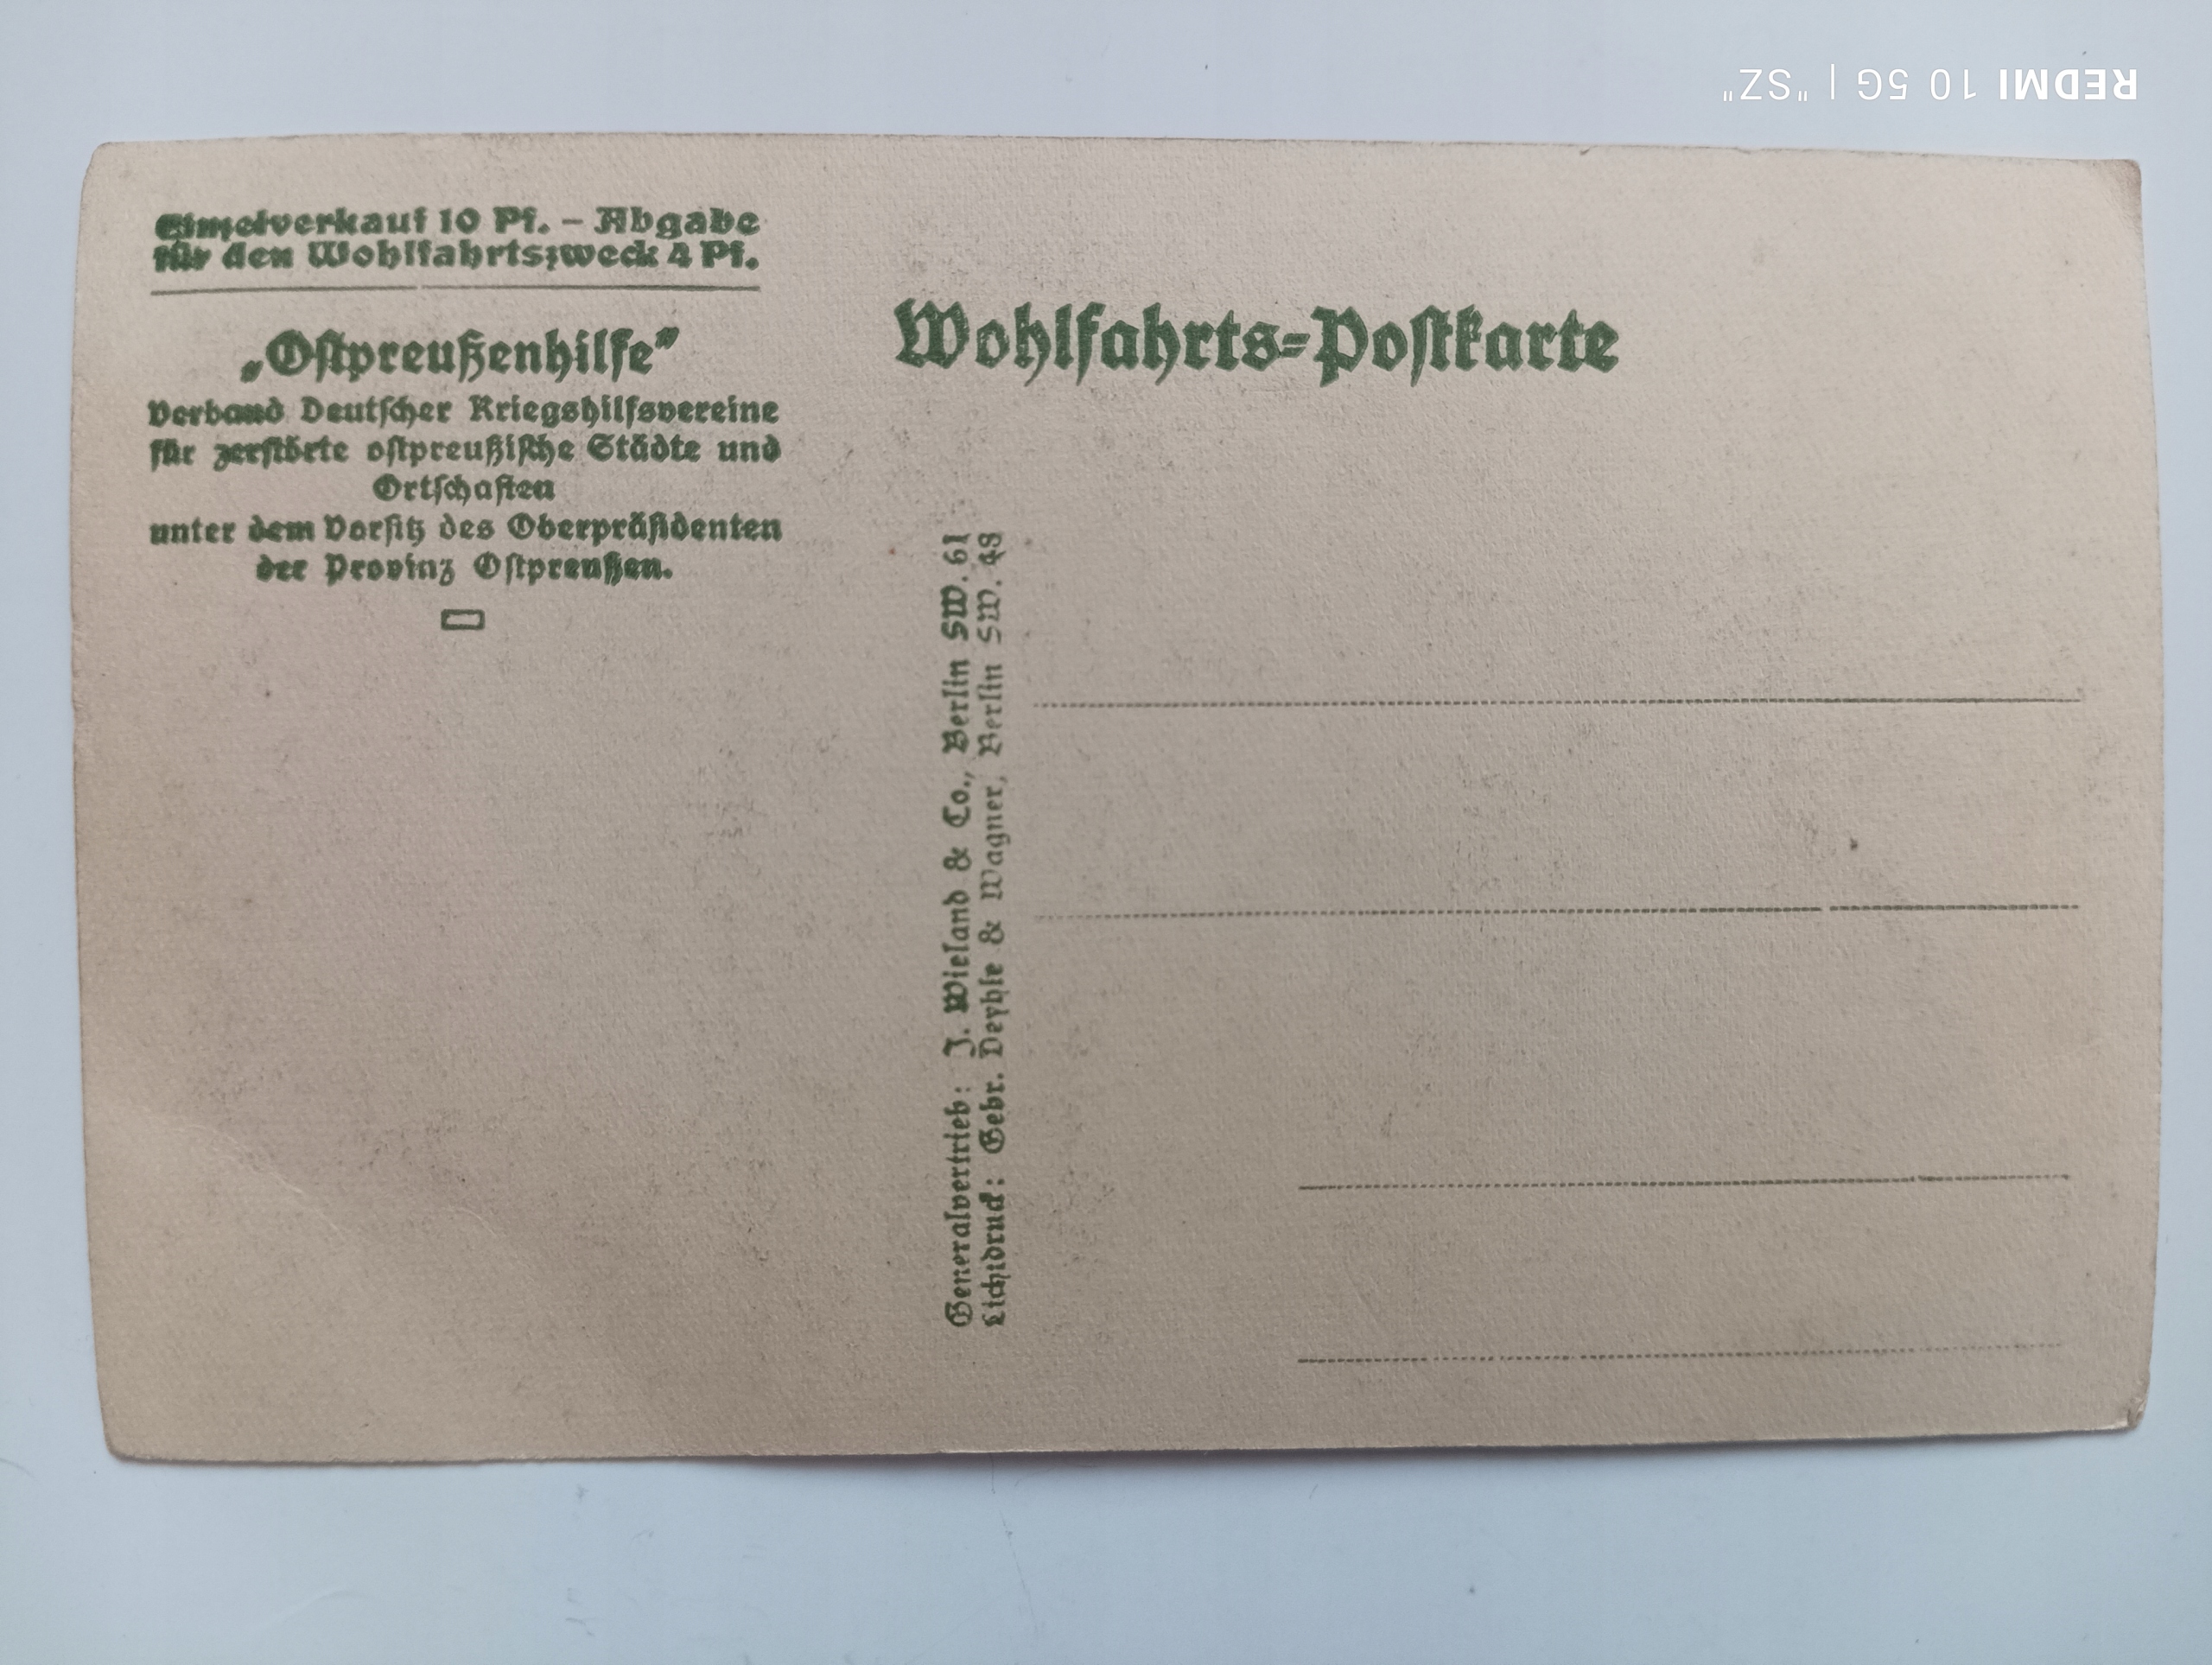 Einzelverkauf 10 Pf. – Abgabe
für den Wohlfahrtszweck 4 Pf.
„Oſtpreußenhilfe”
Verband Deutſcher Kriegshilfsvereine
für zerſtörte oſtpreußiſche Städte und
Ortſchaften
unter dem Vorſitz des Oberpräſidenten
der Provinz Oſtpreußen.
Wohlfahrts-Poſtkarte
Generalvertrieb: J. Wieland & Co., Berlin SW. 61
Lichtdruck: Gebr. Deyhle & Wagner, Berlin SW. 48
REDMI 10 5G | "SZ"